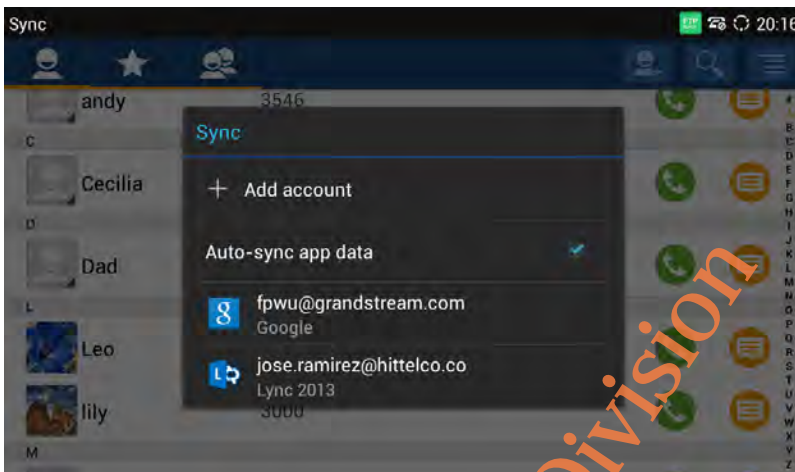 Sync
20:16
andy
3546
C
Cecilia
D
Dad
L
Leo
lily
3000
M
Sync
+ Add account
Auto-sync app data
fpwu@grandstream.com
Google
jose.ramirez@hittelco.co
Lync 2013
#
B
C
D
E
F
G
H
I
J
K
L
M
N
O
P
Q
R
S
T
U
V
W
X
Y
Z
ivision